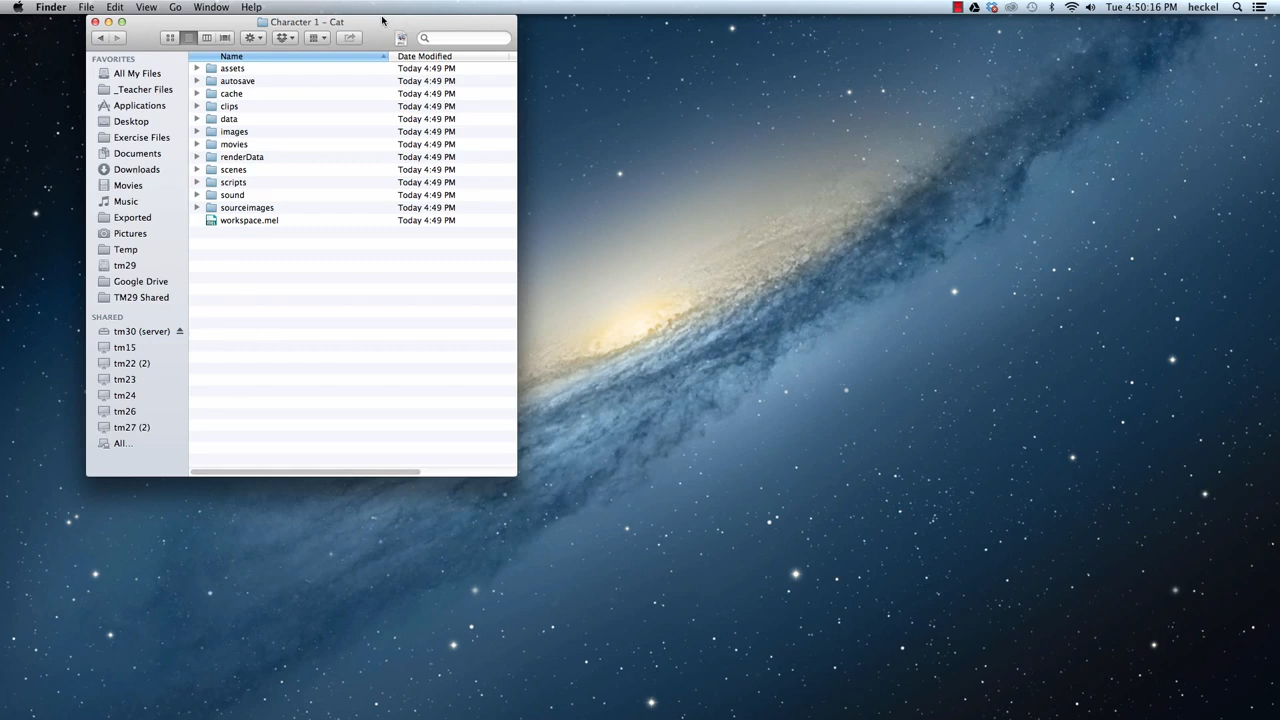 Finder File Edit View Go Window Help Tue 4:50:16 PM heckel
Character 1 – Cat
Name Date Modified
FAVORITES
All My Files
_Teacher Files
Applications
Desktop
Exercise Files
Documents
Downloads
Movies
Music
Exported
Pictures
Temp
tm29
Google Drive
TM29 Shared
SHARED
tm30 (server)
tm15
tm22 (2)
tm23
tm24
tm26
tm27 (2)
All...
assets Today 4:49 PM
autosave Today 4:49 PM
cache Today 4:49 PM
clips Today 4:49 PM
data Today 4:49 PM
images Today 4:49 PM
movies Today 4:49 PM
renderData Today 4:49 PM
scenes Today 4:49 PM
scripts Today 4:49 PM
sound Today 4:49 PM
sourceimages Today 4:49 PM
workspace.mel Today 4:49 PM